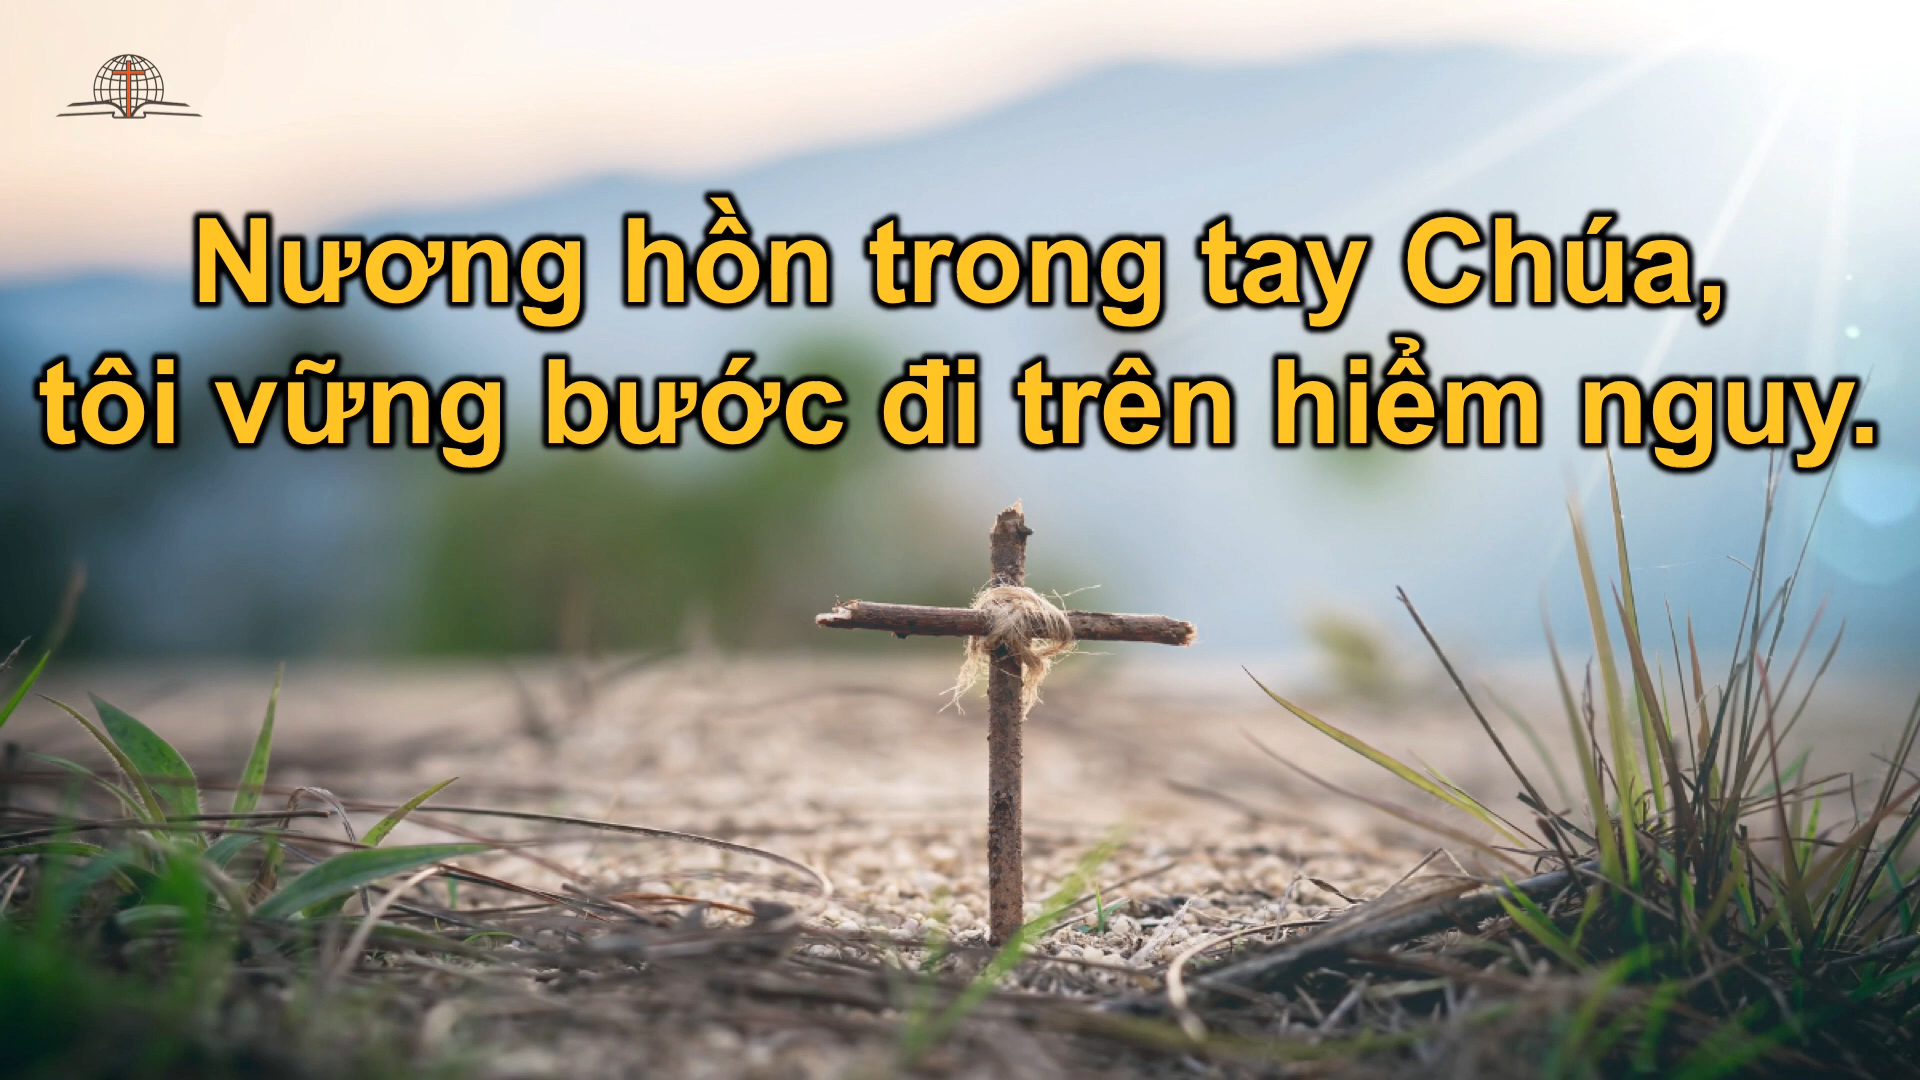 Nương hồn trong tay Chúa,
tôi vững bước đi trên hiểm nguy.